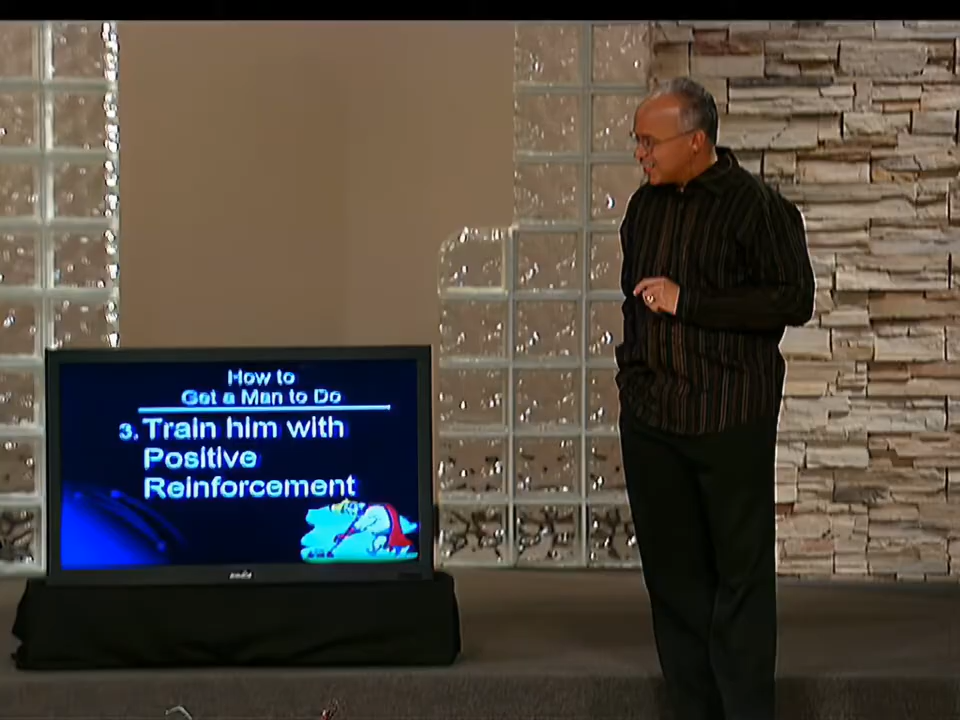 How to
Get a Man to Do
3. Train him with
Positive
Reinforcement